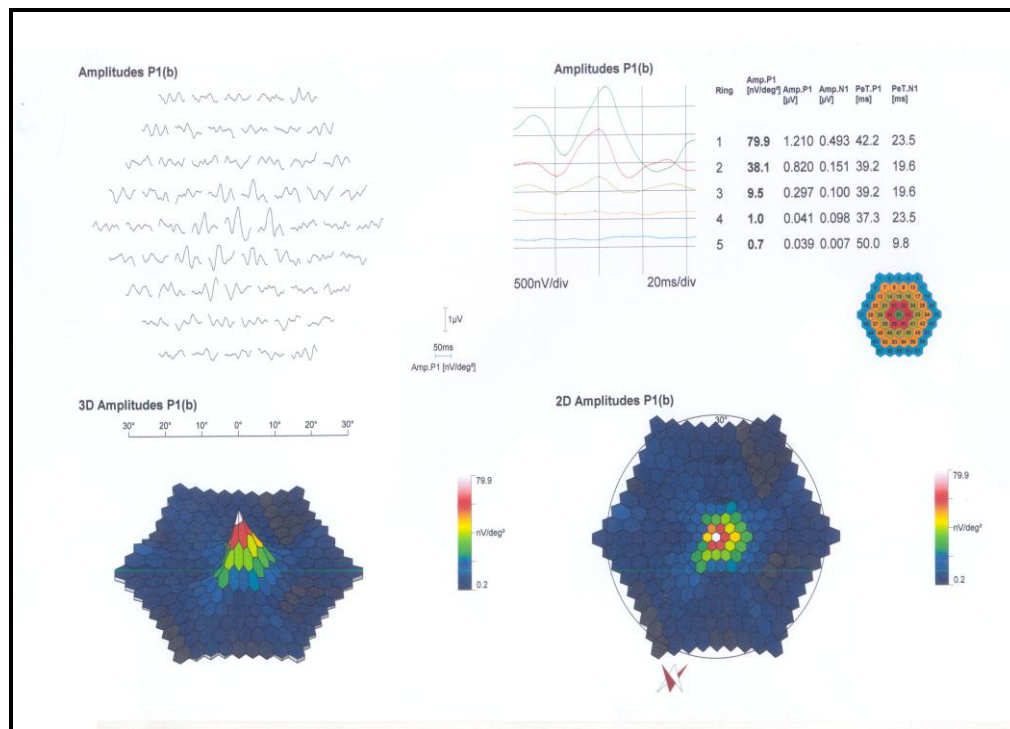 Amplitudes P1(b)
1µV
50ms
Amp.P1 [nV/deg²]
Amplitudes P1(b)
500nV/div 20ms/div
Ring Amp.P1 [nV/deg²] Amp.P1 [µV] Amp.N1 [µV] PeT.P1 [ms] PeT.N1 [ms]
1 79.9 1.210 0.493 42.2 23.5
2 38.1 0.820 0.151 39.2 19.6
3 9.5 0.297 0.100 39.2 19.6
4 1.0 0.041 0.098 37.3 23.5
5 0.7 0.039 0.007 50.0 9.8
3D Amplitudes P1(b)
30° 20° 10° 0° 10° 20° 30°
79.9
nV/deg²
0.2
2D Amplitudes P1(b)
30°
79.9
nV/deg²
0.2